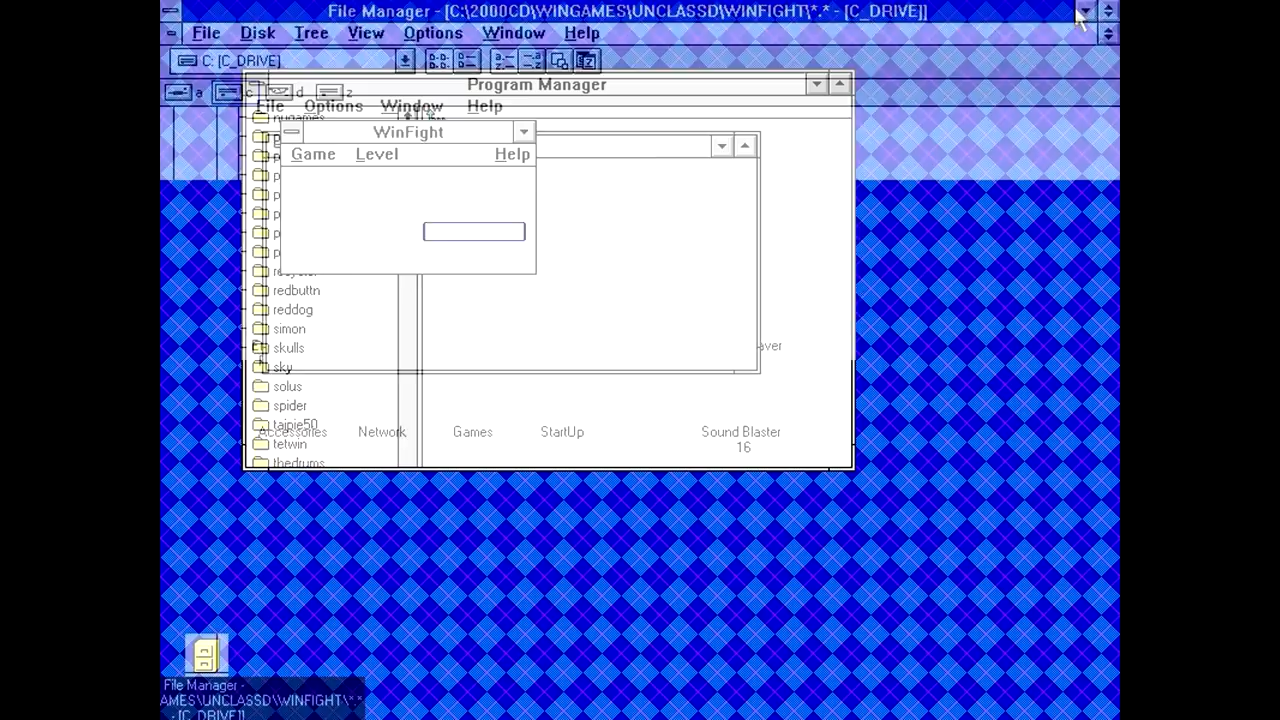 File Manager - [C:\2000CD\WINGAMES\UNCLASSD\WINFIGHT\*.* - [C_DRIVE]]
File Disk Tree View Options Window Help
C: [C_DRIVE]
Program Manager
a c d z
File Options Window Help
nugames
WinFight
Game Level Help
redbuttn
reddog
simon
skulls
sky
solus
spider
taipie50
tetwin
thedrums
Accessories Network Games StartUp Sound Blaster
16
File Manager -
AMES\UNCLASSD\WINFIGHT\*.*
- [C_DRIVE]]